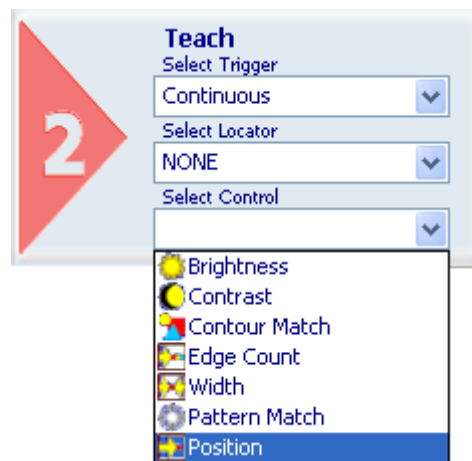 Teach
Select Trigger
Continuous
2
Select Locator
NONE
Select Control
Brightness
Contrast
Contour Match
Edge Count
Width
Pattern Match
Position